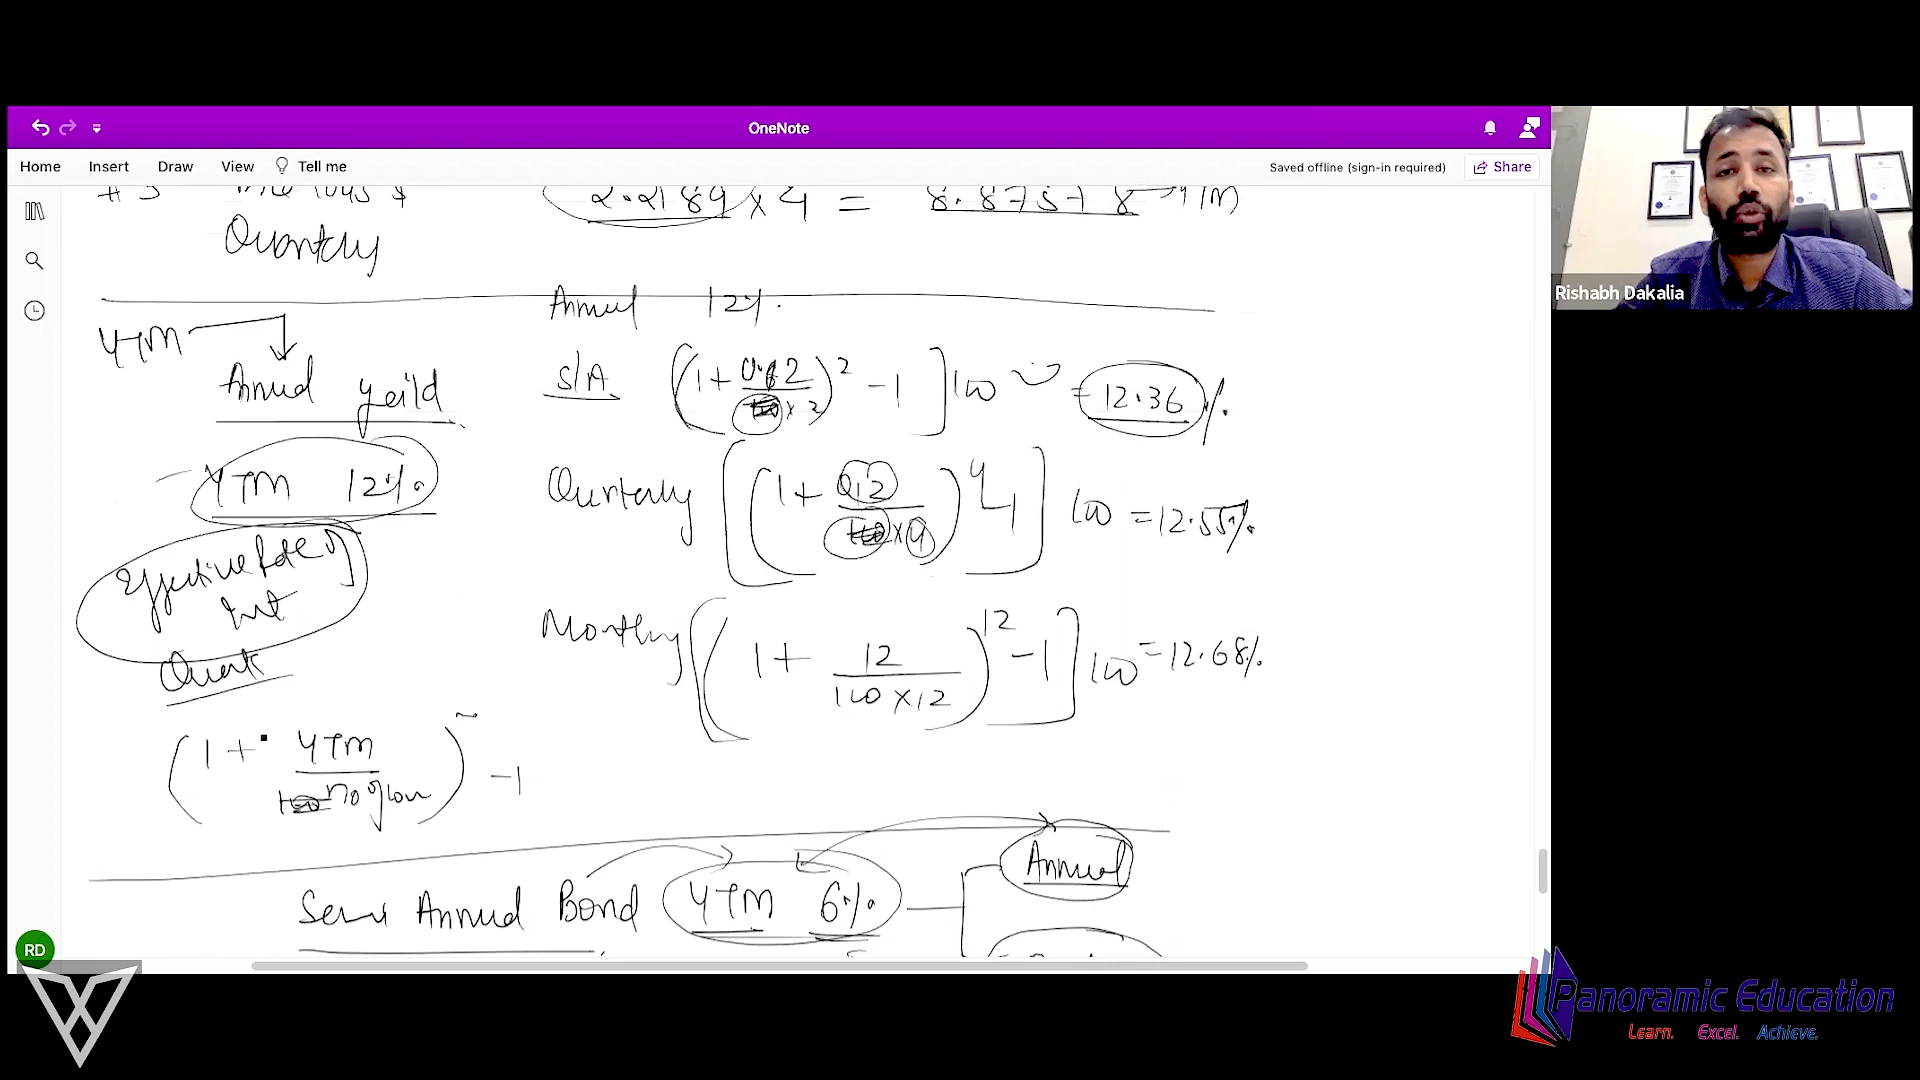 OneNote
Home Insert Draw View Tell me
Saved offline (sign-in required) Share
Rishabh Dakalia
2.2189 x 4 = 8.8757 8 YTM
Quarterly
Annual 12%.
YTM
Annual yeild
S/A (1 + 0.12 / x 2)² - 1] 100 = 12.36 %.
YTM 12%.
Quarterly [(1 + 0.12 / x 4)4 - 1] 100 = 12.55%.
Effective Rate of
Int
Monthly [(1 + 12 / 100 x 12)12 - 1] 100 = 12.68%.
Quart
(1 + YTM / no of con) - 1
Annual
Semi Annual Bond YTM 6%.
RD
Panoramic Education
Learn. Excel. Achieve.